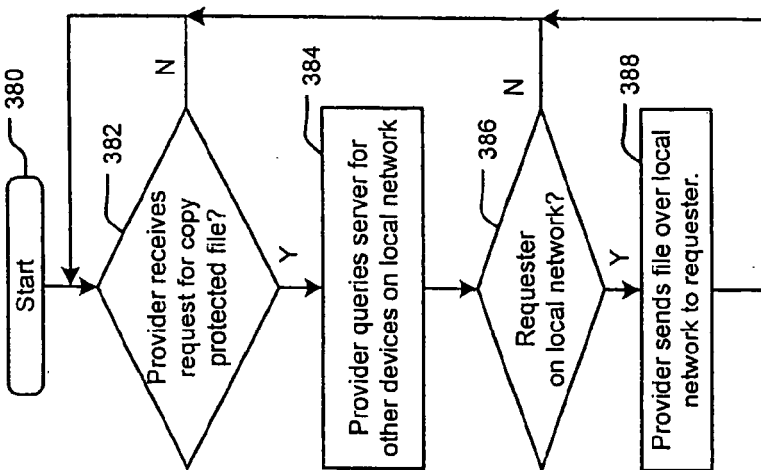 Start
380
Provider receives
request for copy
protected file?
382
N
Y
Provider queries server for
other devices on local network
384
Requester
on local network?
386
N
Y
Provider sends file over local
network to requester.
388